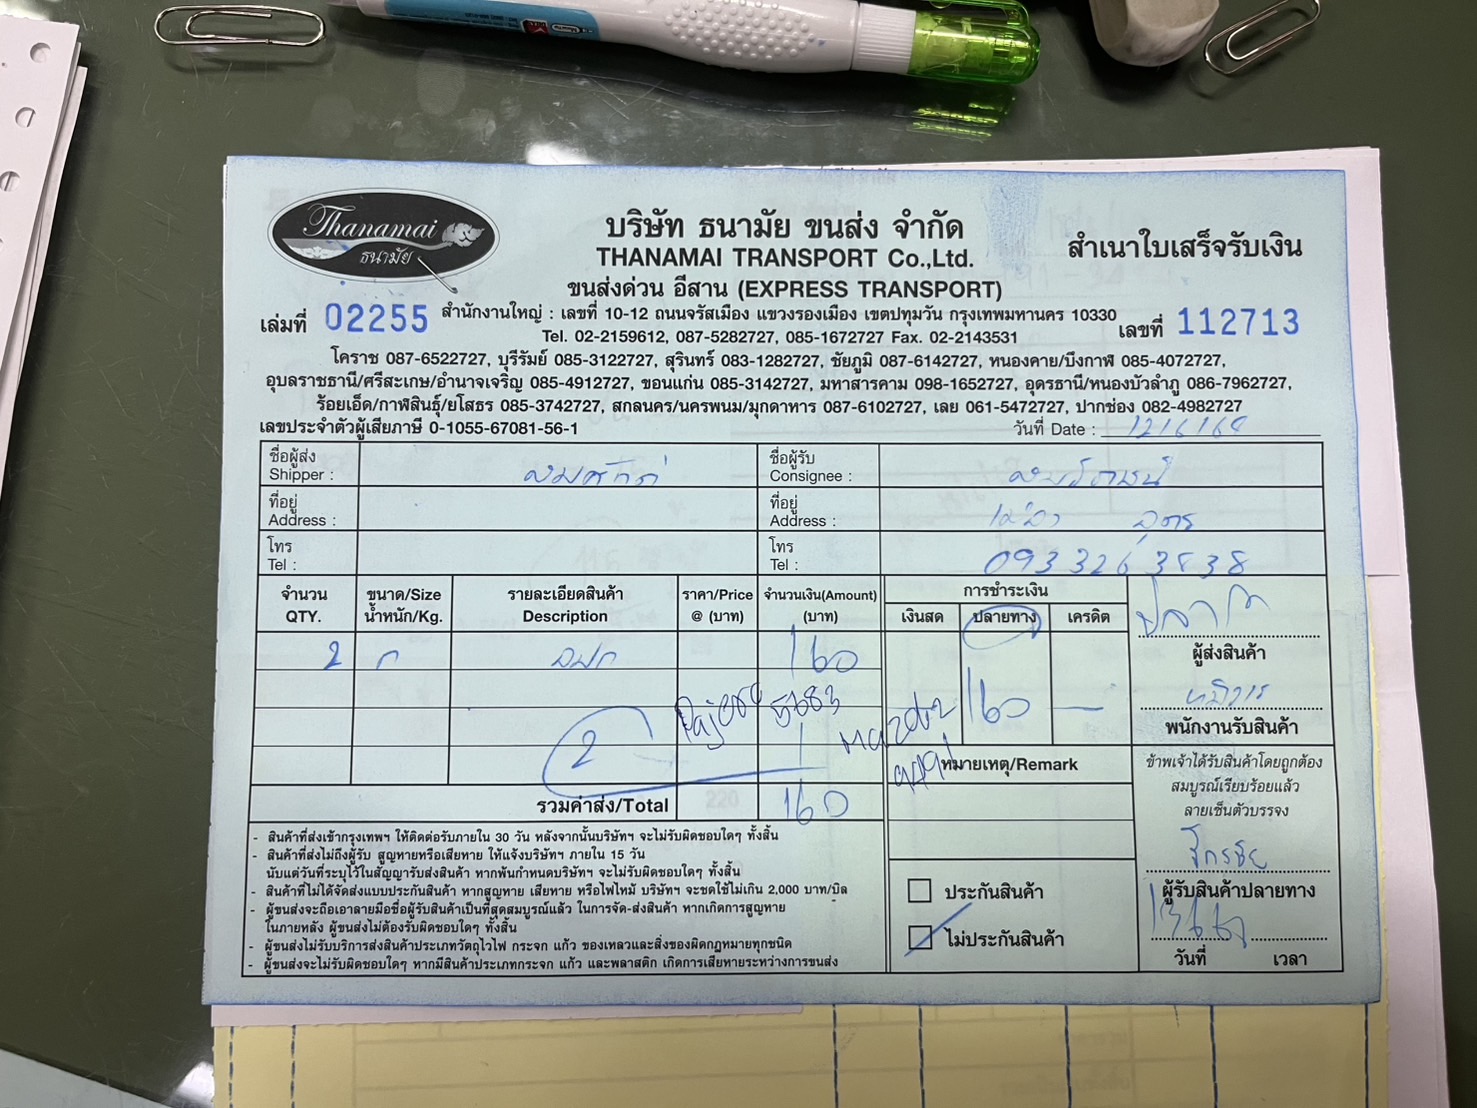 Thanamai
ธนามัย
บริษัท ธนามัย ขนส่ง จำกัด
THANAMAI TRANSPORT Co.,Ltd.
ขนส่งด่วน อีสาน (EXPRESS TRANSPORT)
สำเนาใบเสร็จรับเงิน
เล่มที่ 02255
สำนักงานใหญ่ : เลขที่ 10-12 ถนนจรัสเมือง แขวงรองเมือง เขตปทุมวัน กรุงเทพมหานคร 10330
เลขที่ 112713
Tel. 02-2159612, 087-5282727, 085-1672727 Fax. 02-2143531
โคราช 087-6522727, บุรีรัมย์ 085-3122727, สุรินทร์ 083-1282727, ชัยภูมิ 087-6142727, หนองคาย/บึงกาฬ 085-4072727,
อุบลราชธานี/ศรีสะเกษ/อำนาจเจริญ 085-4912727, ขอนแก่น 085-3142727, มหาสารคาม 098-1652727, อุดรธานี/หนองบัวลำภู 086-7962727,
ร้อยเอ็ด/กาฬสินธุ์/ยโสธร 085-3742727, สกลนคร/นครพนม/มุกดาหาร 087-6102727, เลย 061-5472727, ปากช่อง 082-4982727
เลขประจำตัวผู้เสียภาษี 0-1055-67081-56-1
วันที่ Date : 12/6/68
ชื่อผู้ส่ง
Shipper : สมศักดิ์
ชื่อผู้รับ
Consignee :
ที่อยู่
Address :
ที่อยู่
Address : อุดร
โทร
Tel :
โทร
Tel : 093 326 3838
จำนวน
QTY.
ขนาด/Size
น้ำหนัก/Kg.
รายละเอียดสินค้า
Description
ราคา/Price
@ (บาท)
จำนวนเงิน(Amount)
(บาท)
การชำระเงิน
เงินสด ปลายทาง เครดิต
2 ก 160
ผู้ส่งสินค้า
Pajero 5683
160 —
พนักงานรับสินค้า
2
Mazda2
หมายเหตุ/Remark
รวมค่าส่ง/Total 160
ข้าพเจ้าได้รับสินค้าโดยถูกต้อง
สมบูรณ์เรียบร้อยแล้ว
ลายเซ็นตัวบรรจง
ผู้รับสินค้าปลายทาง
วันที่ เวลา
- สินค้าที่ส่งเข้ากรุงเทพฯ ให้ติดต่อรับภายใน 30 วัน หลังจากนั้นบริษัทฯ จะไม่รับผิดชอบใดๆ ทั้งสิ้น
- สินค้าที่ส่งไม่ถึงผู้รับ สูญหายหรือเสียหาย ให้แจ้งบริษัทฯ ภายใน 15 วัน
นับแต่วันที่ระบุไว้ในสัญญารับส่งสินค้า หากพ้นกำหนดบริษัทฯ จะไม่รับผิดชอบใดๆ ทั้งสิ้น
- สินค้าที่ไม่ได้จัดส่งแบบประกันสินค้า หากสูญหาย เสียหาย หรือไฟไหม้ บริษัทฯ จะชดใช้ไม่เกิน 2,000 บาท/บิล
- ผู้ขนส่งจะถือเอาลายมือชื่อผู้รับสินค้าเป็นที่สุดสมบูรณ์แล้ว ในการจัด-ส่งสินค้า หากเกิดการสูญหาย
ในภายหลัง ผู้ขนส่งไม่ต้องรับผิดชอบใดๆ ทั้งสิ้น
- ผู้ขนส่งไม่รับบริการส่งสินค้าประเภทวัตถุไวไฟ กระจก แก้ว ของเหลวและสิ่งของผิดกฎหมายทุกชนิด
- ผู้ขนส่งจะไม่รับผิดชอบใดๆ หากมีสินค้าประเภทกระจก แก้ว และพลาสติก เกิดการเสียหายระหว่างการขนส่ง
ประกันสินค้า
ไม่ประกันสินค้า